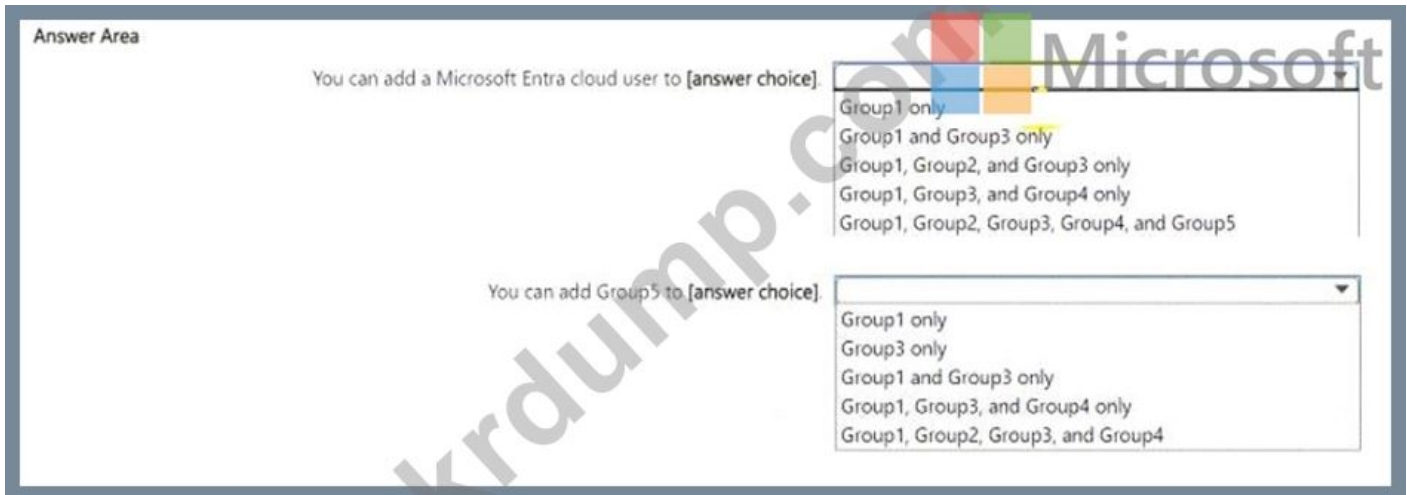 Answer Area
Microsoft
You can add a Microsoft Entra cloud user to [answer choice].
Group1 only
Group1 and Group3 only
Group1, Group2, and Group3 only
Group1, Group3, and Group4 only
Group1, Group2, Group3, Group4, and Group5
You can add Group5 to [answer choice].
Group1 only
Group3 only
Group1 and Group3 only
Group1, Group3, and Group4 only
Group1, Group2, Group3, and Group4
krdump.com